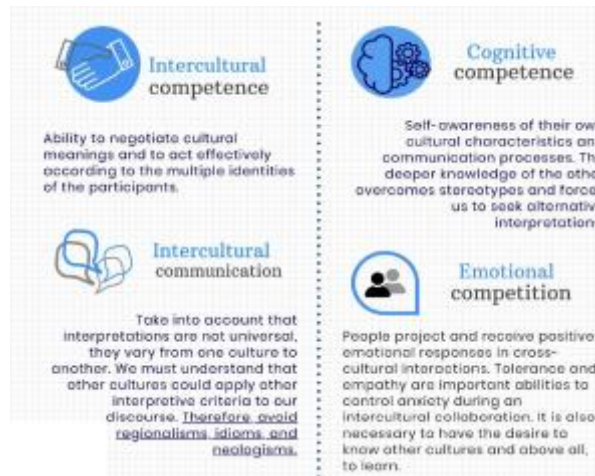 Intercultural
competence
Ability to negotiate cultural
meanings and to act effectively
according to the multiple identities
of the participants.
Intercultural
communication
Take into account that
interpretations are not universal,
they vary from one culture to
another. We must understand that
other cultures could apply other
interpretive criteria to our
discourse. Therefore, avoid
regionalisms, idioms, and
neologisms.
Cognitive
competence
Self-awareness of their ow
cultural characteristics an
communication processes. Th
deeper knowledge of the othe
overcomes stereotypes and force
us to seek alternativ
interpretation
Emotional
competition
People project and receive positive
emotional responses in cross-
cultural interactions. Tolerance and
empathy are important abilities to
control anxiety during an
intercultural collaboration. It is also
necessary to have the desire to
know other cultures and above all,
to learn.